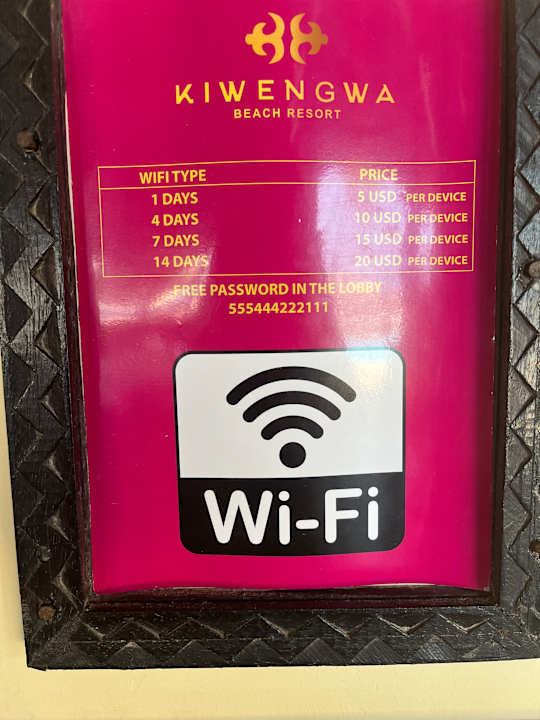 KIWENGWA
BEACH RESORT
WIFI TYPE PRICE
1 DAYS 5 USD PER DEVICE
4 DAYS 10 USD PER DEVICE
7 DAYS 15 USD PER DEVICE
14 DAYS 20 USD PER DEVICE
FREE PASSWORD IN THE LOBBY
555444222111
Wi-Fi